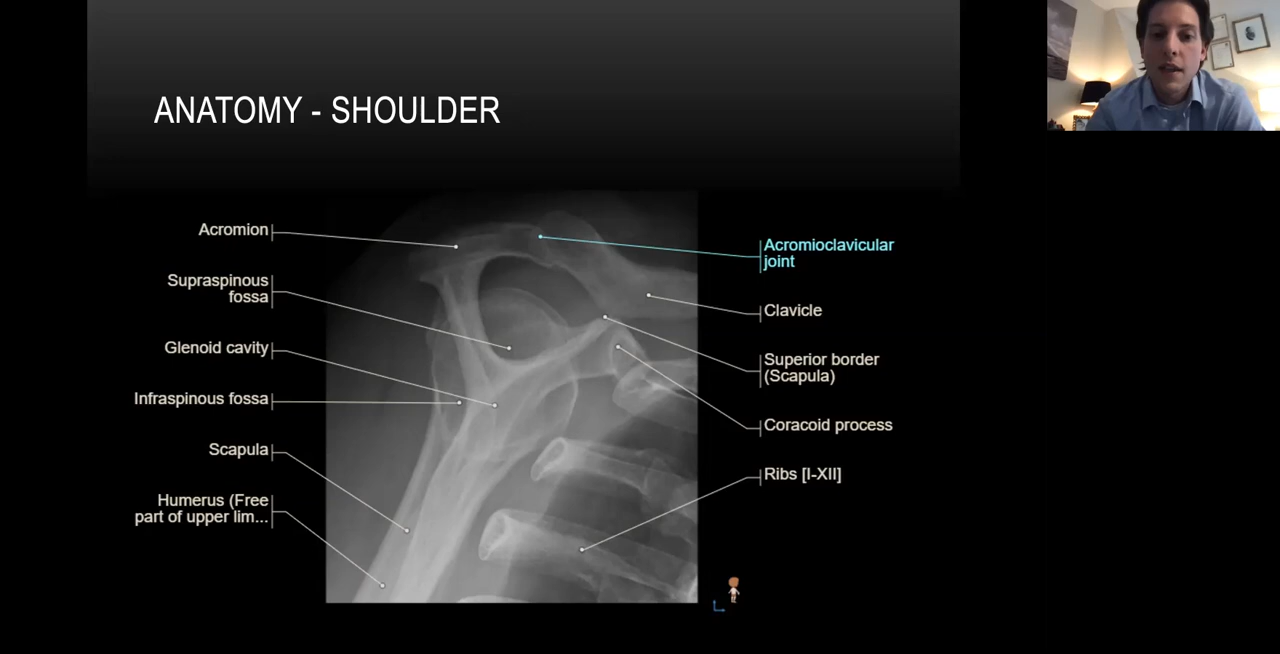 ANATOMY - SHOULDER
Acromion
Supraspinous
fossa
Glenoid cavity
Infraspinous fossa
Scapula
Humerus (Free
part of upper lim...
Acromioclavicular
joint
Clavicle
Superior border
(Scapula)
Coracoid process
Ribs [I-XII]